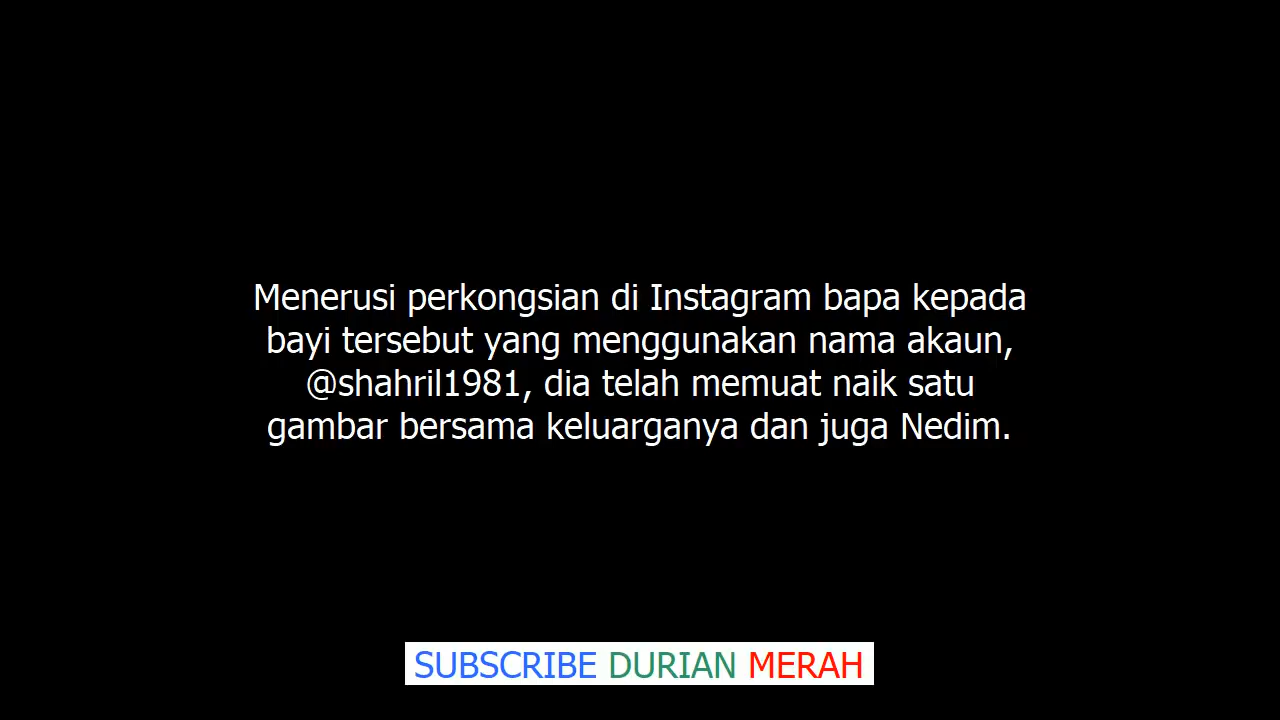 Menerusi perkongsian di Instagram bapa kepada
bayi tersebut yang menggunakan nama akaun,
@shahril1981, dia telah memuat naik satu
gambar bersama keluarganya dan juga Nedim.
SUBSCRIBE DURIAN MERAH